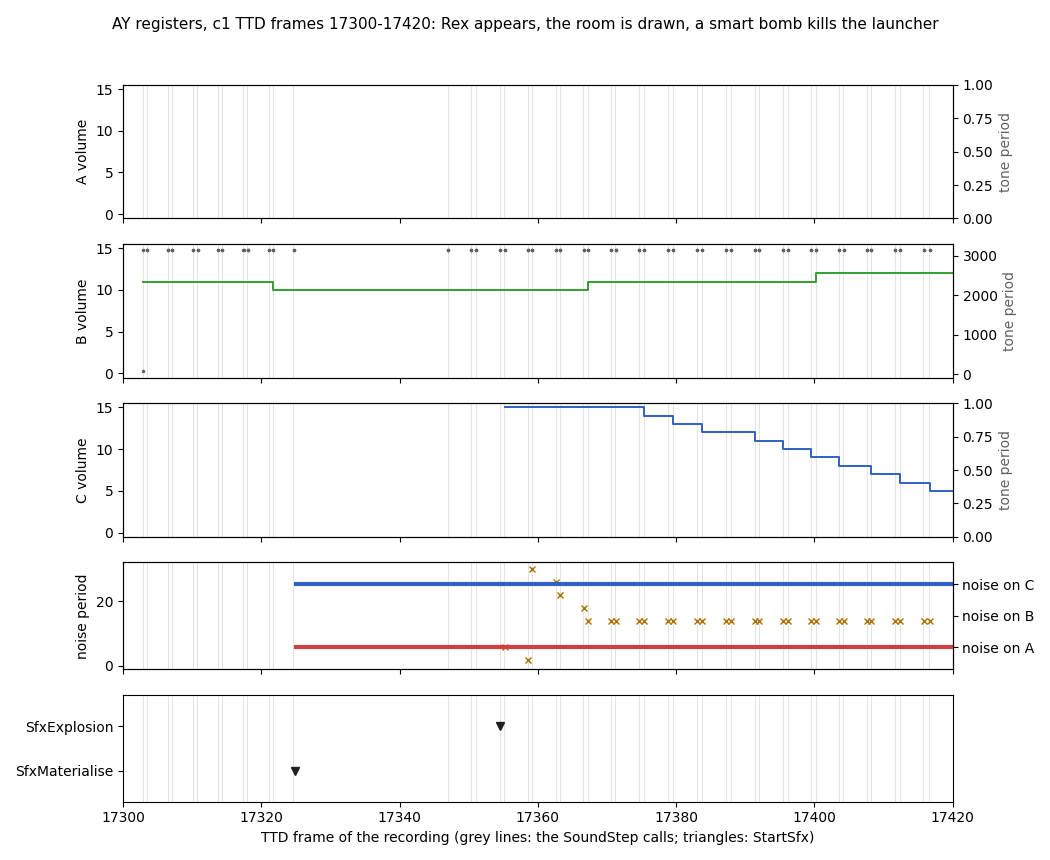 AY registers, c1 TTD frames 17300-17420: Rex appears, the room is drawn, a smart bomb kills the launcher
15
10
5
0
A volume
1.00
0.75
0.50
0.25
0.00
tone period
15
10
5
0
B volume
3000
2000
1000
0
tone period
15
10
5
0
C volume
1.00
0.75
0.50
0.25
0.00
tone period
20
0
noise period
noise on C
noise on B
noise on A
SfxExplosion
SfxMaterialise
17300 17320 17340 17360 17380 17400 17420
TTD frame of the recording (grey lines: the SoundStep calls; triangles: StartSfx)